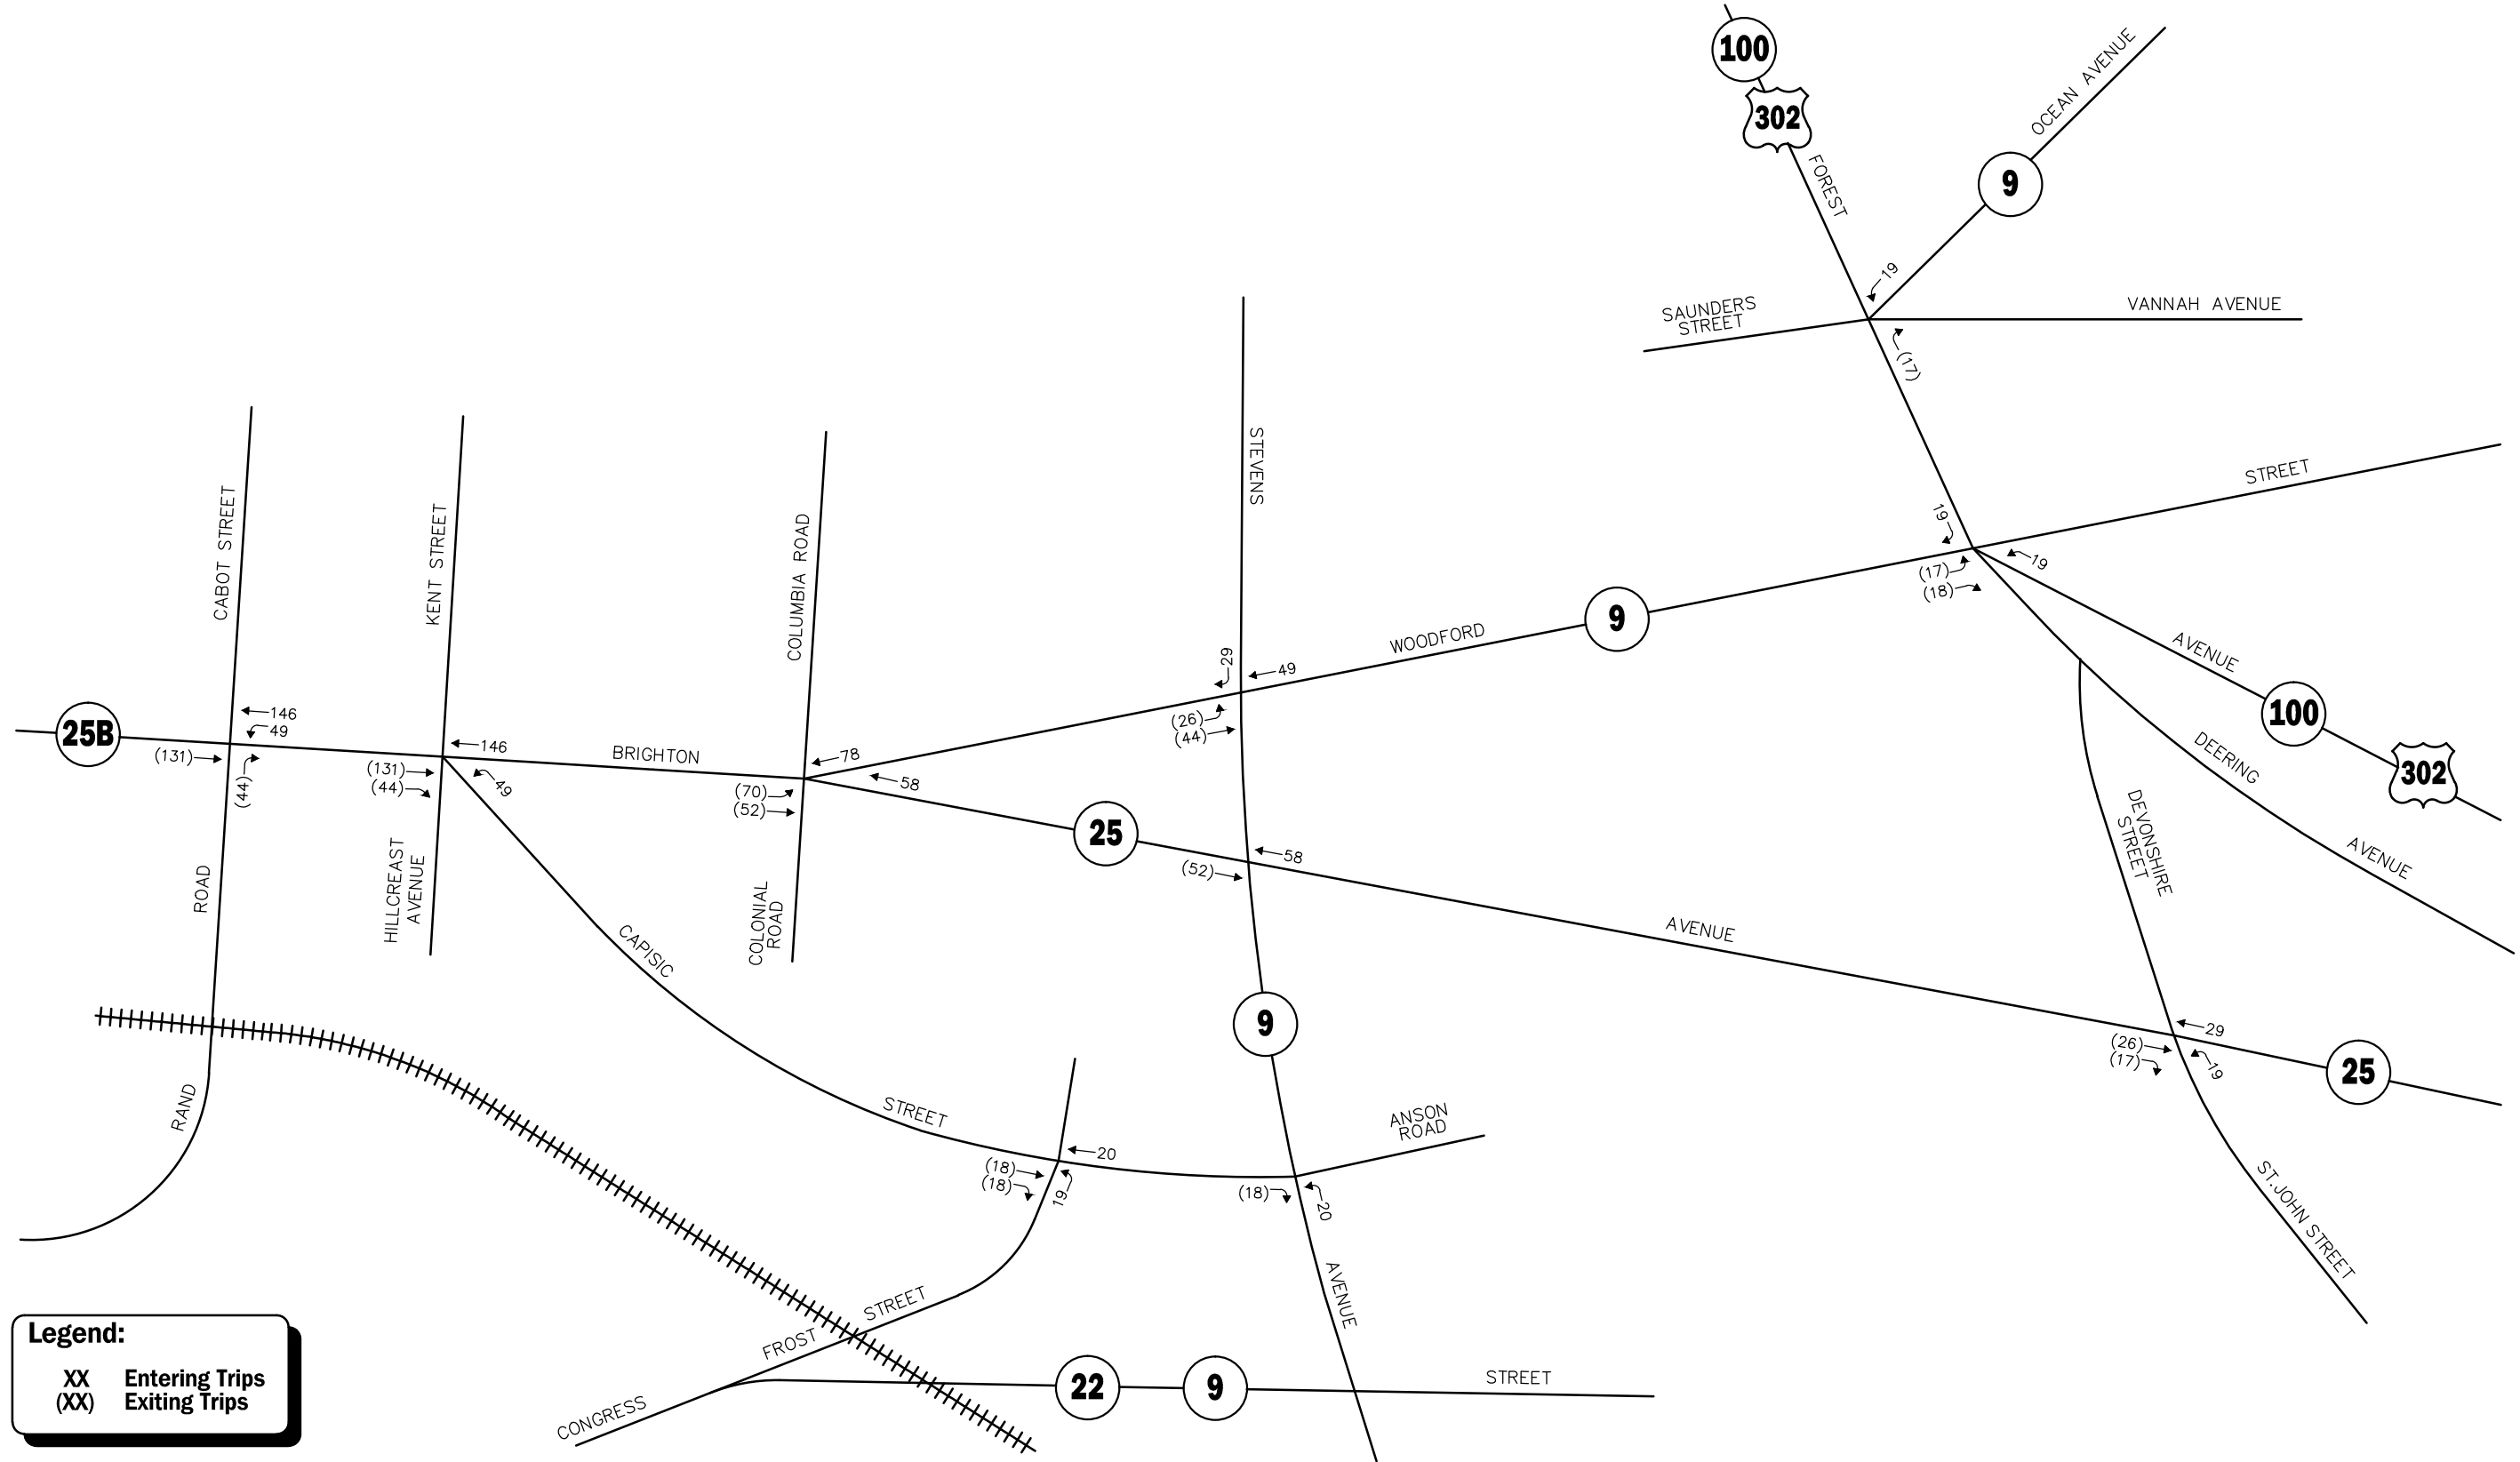 100
302
FOREST
OCEAN AVENUE
9
19
SAUNDERS
STREET
VANNAH AVENUE
(17)
STEVENS
STREET
CABOT STREET
KENT STREET
COLUMBIA ROAD
19
(17)
(18)
19
9
WOODFORD
29
49
(26)
(44)
AVENUE
100
302
DEERING
AVENUE
DEVONSHIRE
STREET
25B
146
49
(131)
(44)
146
(131)
(44)
49
BRIGHTON
78
58
(70)
(52)
25
58
(52)
AVENUE
ROAD
HILLCREAST
AVENUE
COLONIAL
ROAD
CAPISIC
9
29
(26)
(17)
19
25
RAND
STREET
20
(18)
(18)
19
ANSON
ROAD
(18)
20
ST.JOHN STREET
AVENUE
STREET
FROST
CONGRESS
22
9
STREET
Legend:
XX Entering Trips
(XX) Exiting Trips